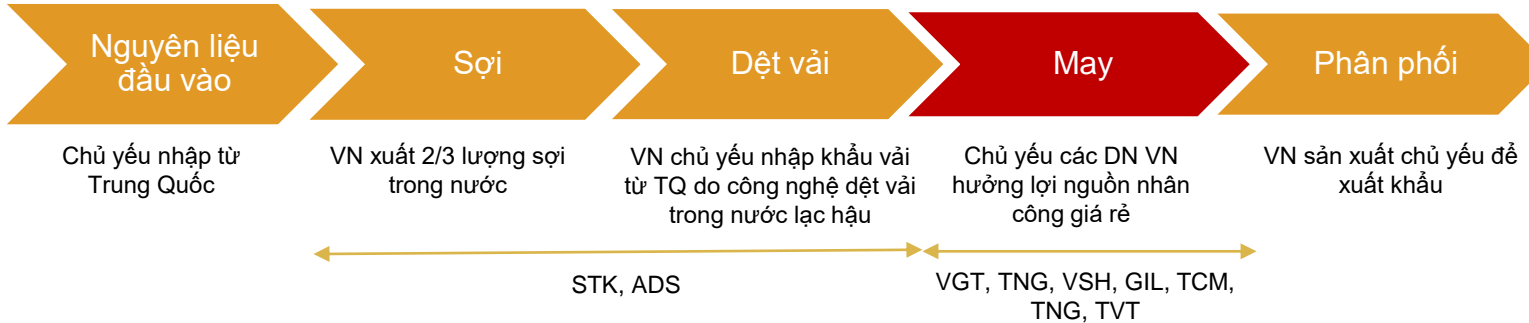 Nguyên liệu
đầu vào
Sợi
Dệt vải
May
Phân phối
Chủ yếu nhập từ
Trung Quốc
VN xuất 2/3 lượng sợi
trong nước
VN chủ yếu nhập khẩu vải
từ TQ do công nghệ dệt vải
trong nước lạc hậu
Chủ yếu các DN VN
hưởng lợi nguồn nhân
công giá rẻ
VN sản xuất chủ yếu để
xuất khẩu
STK, ADS
VGT, TNG, VSH, GIL, TCM,
TNG, TVT